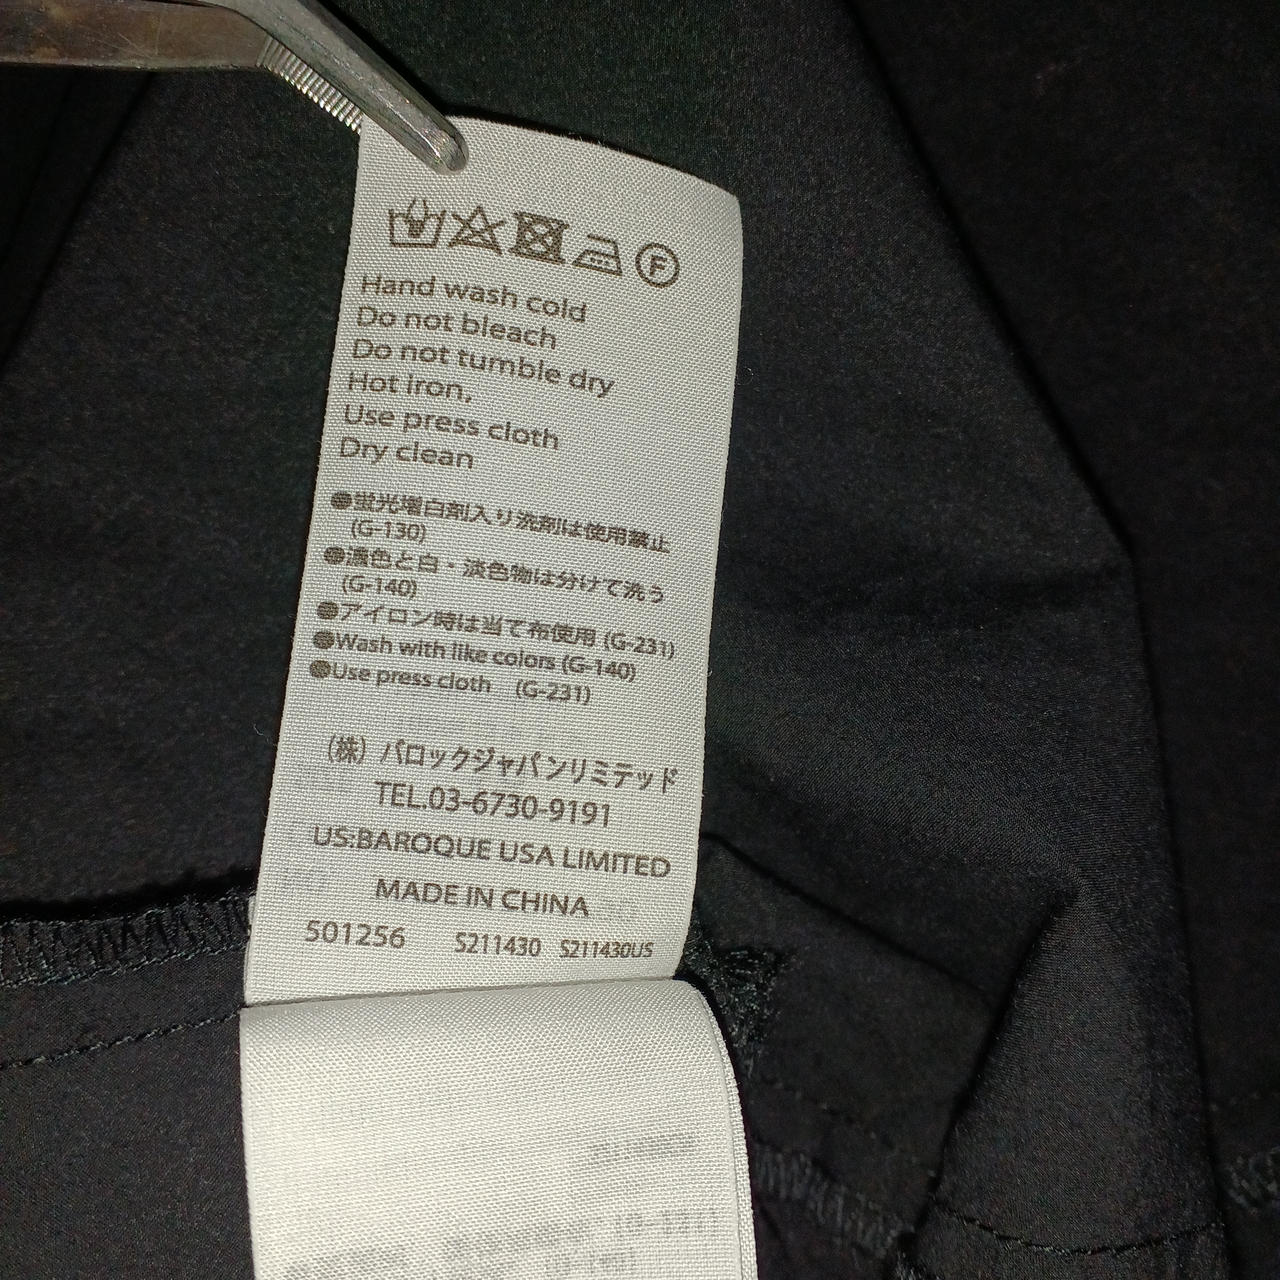 F
Hand wash cold
Do not bleach
Do not tumble dry
Hot iron,
Use press cloth
Dry clean
●蛍光増白剤入り洗剤は使用禁止
(G-130)
●濃色と白・淡色物は分けて洗う
(G-140)
●アイロン時は当て布使用 (G-231)
●Wash with like colors (G-140)
●Use press cloth (G-231)
(株) バロックジャパンリミテッド
TEL.03-6730-9191
US:BAROQUE USA LIMITED
MADE IN CHINA
501256 S211430 S211430US